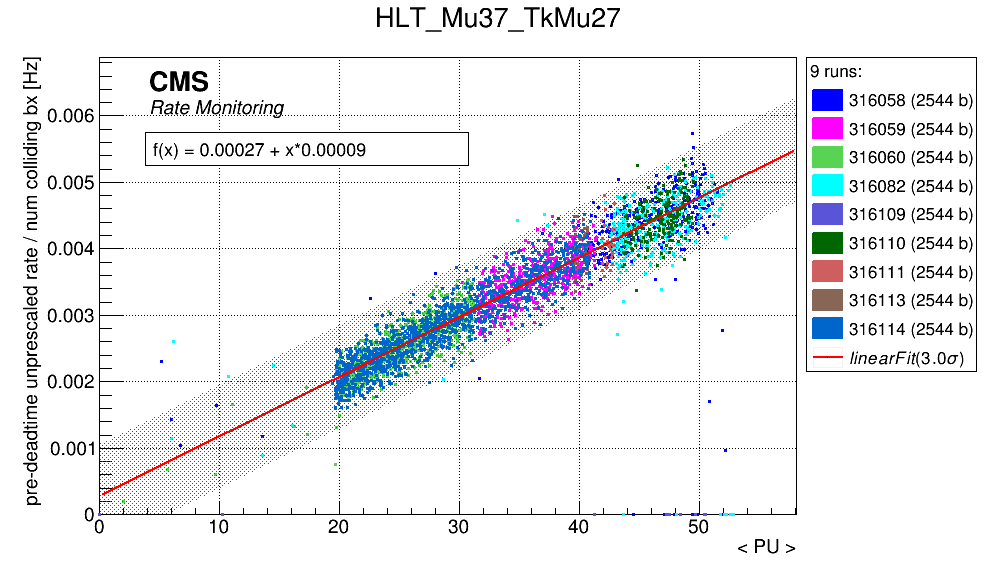 HLT_Mu37_TkMu27
pre-deadtime unprescaled rate / num colliding bx [Hz]
CMS
Rate Monitoring
f(x) = 0.00027 + x*0.00009
0.006
0.005
0.004
0.003
0.002
0.001
0
0 10 20 30 40 50
< PU >
9 runs:
316058 (2544 b)
316059 (2544 b)
316060 (2544 b)
316082 (2544 b)
316109 (2544 b)
316110 (2544 b)
316111 (2544 b)
316113 (2544 b)
316114 (2544 b)
linearFit(3.0σ)